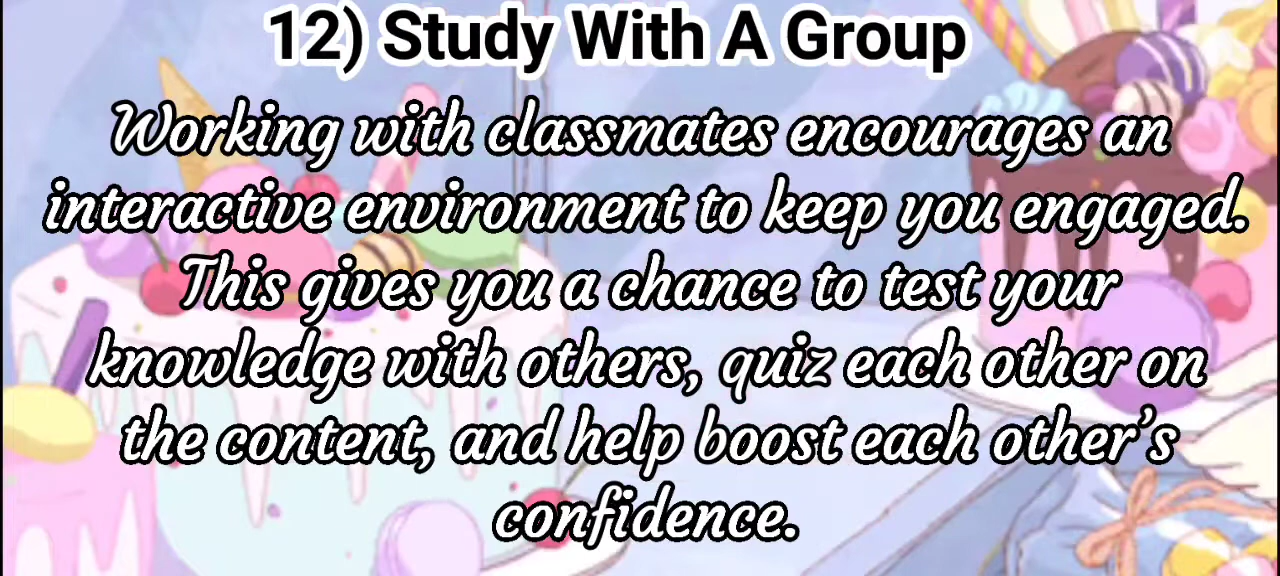 12) Study With A Group
Working with classmates encourages an
interactive environment to keep you engaged.
This gives you a chance to test your
knowledge with others, quiz each other on
the content, and help boost each other’s
confidence.